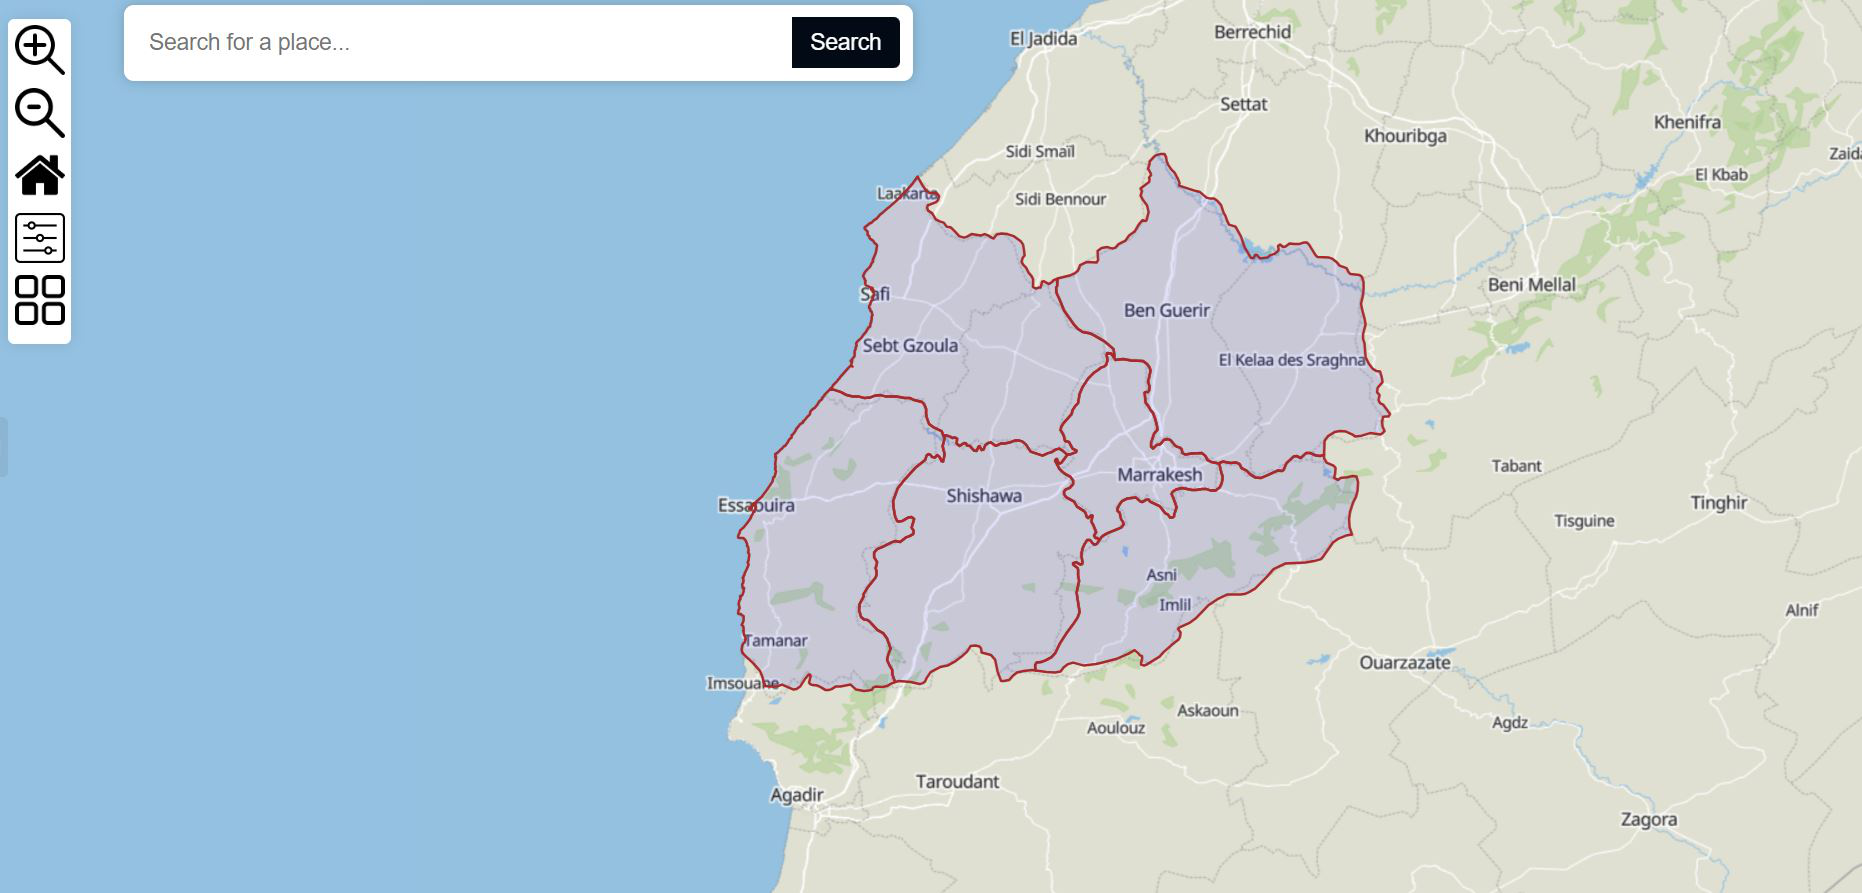 Search for a place...
Search
El Jadida
Berrechid
Settat
Khouribga
Khenifra
Sidi Smaïl
Zaida
El Kbab
Laakarta
Sidi Bennour
Safi
Ben Guerir
Beni Mellal
Sebt Gzoula
El Kelaa des Sraghna
Marrakesh
Tabant
Shishawa
Essaouira
Tinghir
Tisguine
Asni
Imlil
Alnif
Tamanar
Ouarzazate
Imsouane
Askaoun
Aoulouz
Agdz
Taroudant
Agadir
Zagora